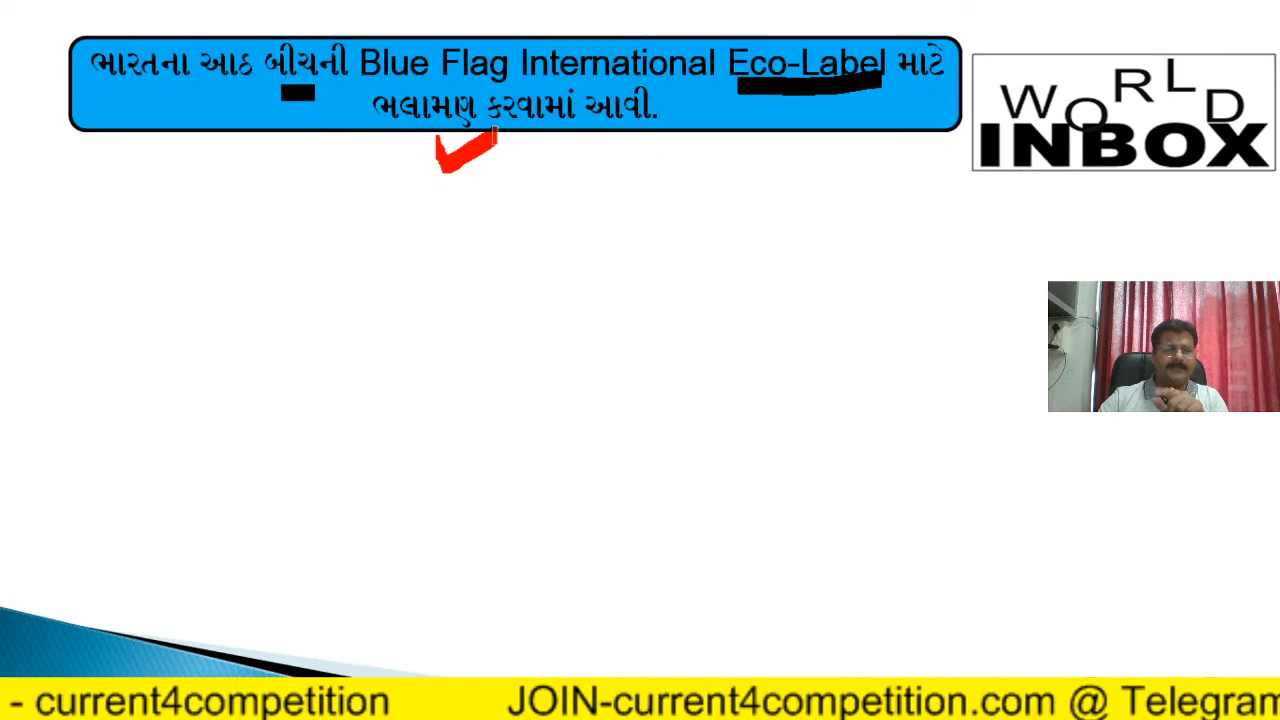 ભારતના આઠ બીચની Blue Flag International Eco-Label માટે
ભલામણ કરવામાં આવી.
WORLD
INBOX
- current4competition JOIN-current4competition.com @ Telegram